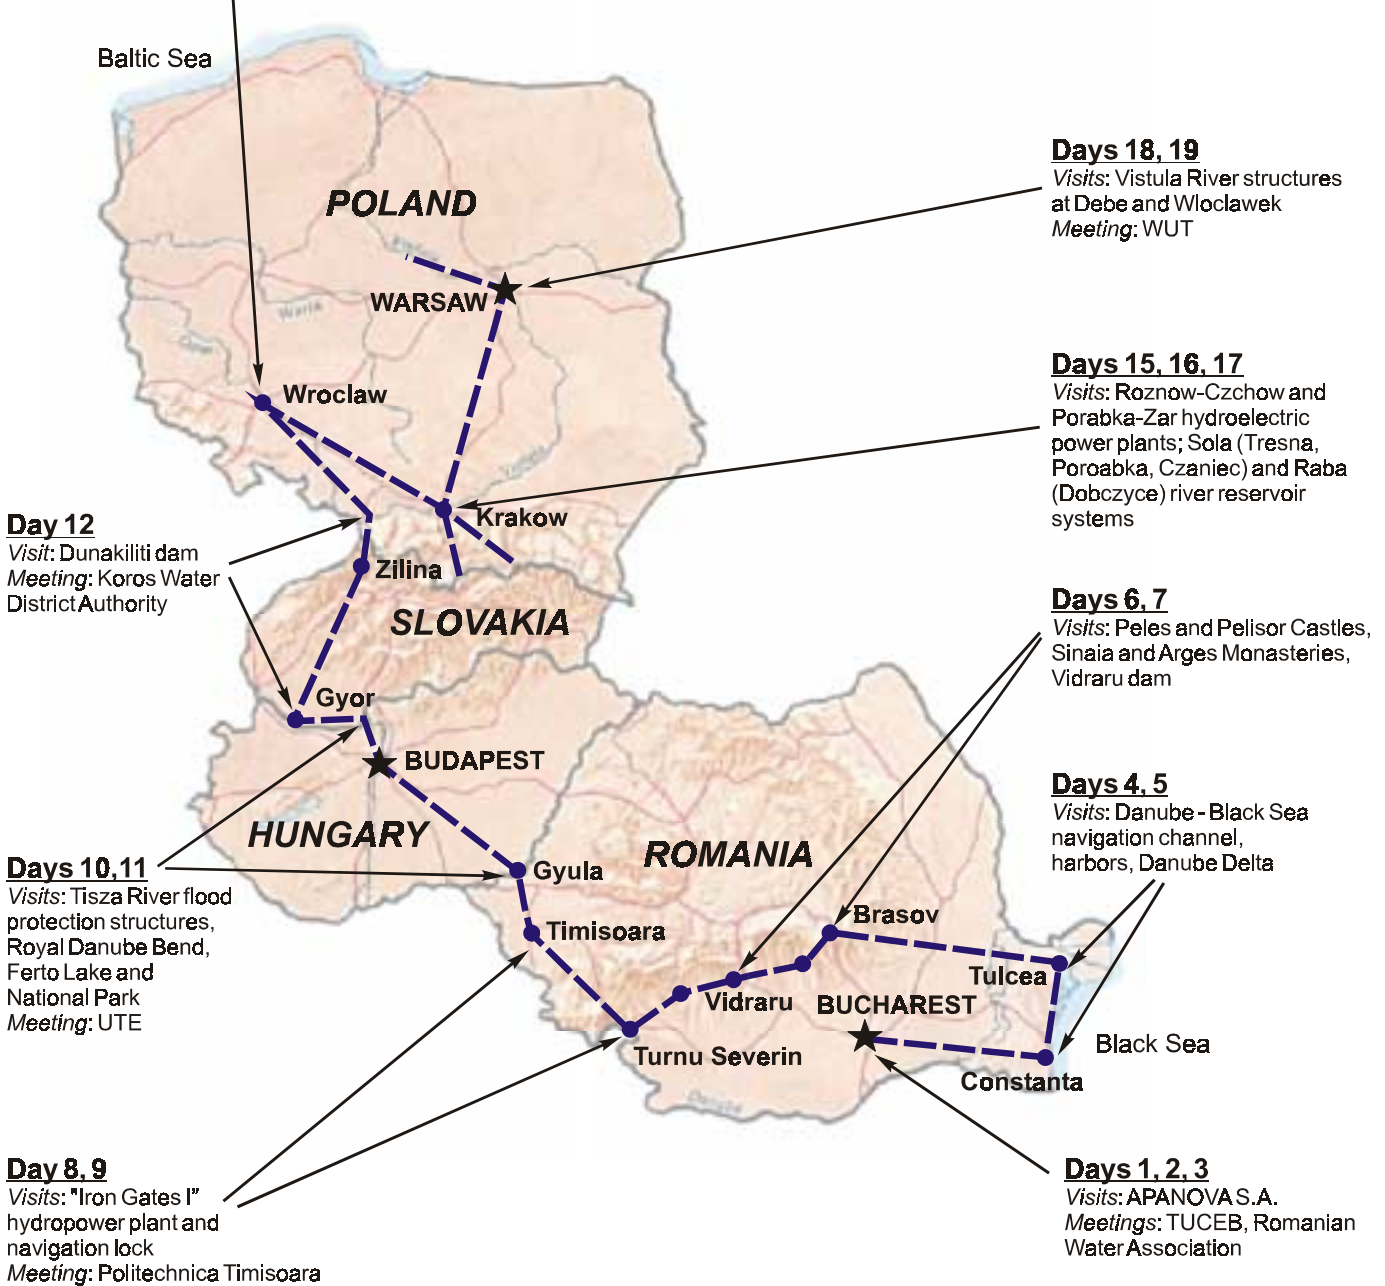 Baltic Sea
POLAND
WARSAW
Warta
Wroclaw
Vistula
Krakow
Zilina
SLOVAKIA
Gyor
BUDAPEST
HUNGARY
ROMANIA
Gyula
Timisoara
Brasov
Tulcea
Vidraru
BUCHAREST
Turnu Severin
Constanta
Black Sea
Danube
Days 18, 19
Visits: Vistula River structures
at Debe and Wloclawek
Meeting: WUT
Days 15, 16, 17
Visits: Roznow-Czchow and
Porabka-Zar hydroelectric
power plants; Sola (Tresna,
Poroabka, Czaniec) and Raba
(Dobczyce) river reservoir
systems
Day 12
Visit: Dunakiliti dam
Meeting: Koros Water
District Authority
Days 6, 7
Visits: Peles and Pelisor Castles,
Sinaia and Arges Monasteries,
Vidraru dam
Days 4, 5
Visits: Danube - Black Sea
navigation channel,
harbors, Danube Delta
Days 10, 11
Visits: Tisza River flood
protection structures,
Royal Danube Bend,
Ferto Lake and
National Park
Meeting: UTE
Day 8, 9
Visits: "Iron Gates I"
hydropower plant and
navigation lock
Meeting: Politechnica Timisoara
Days 1, 2, 3
Visits: APANOVA S.A.
Meetings: TUCEB, Romanian
Water Association